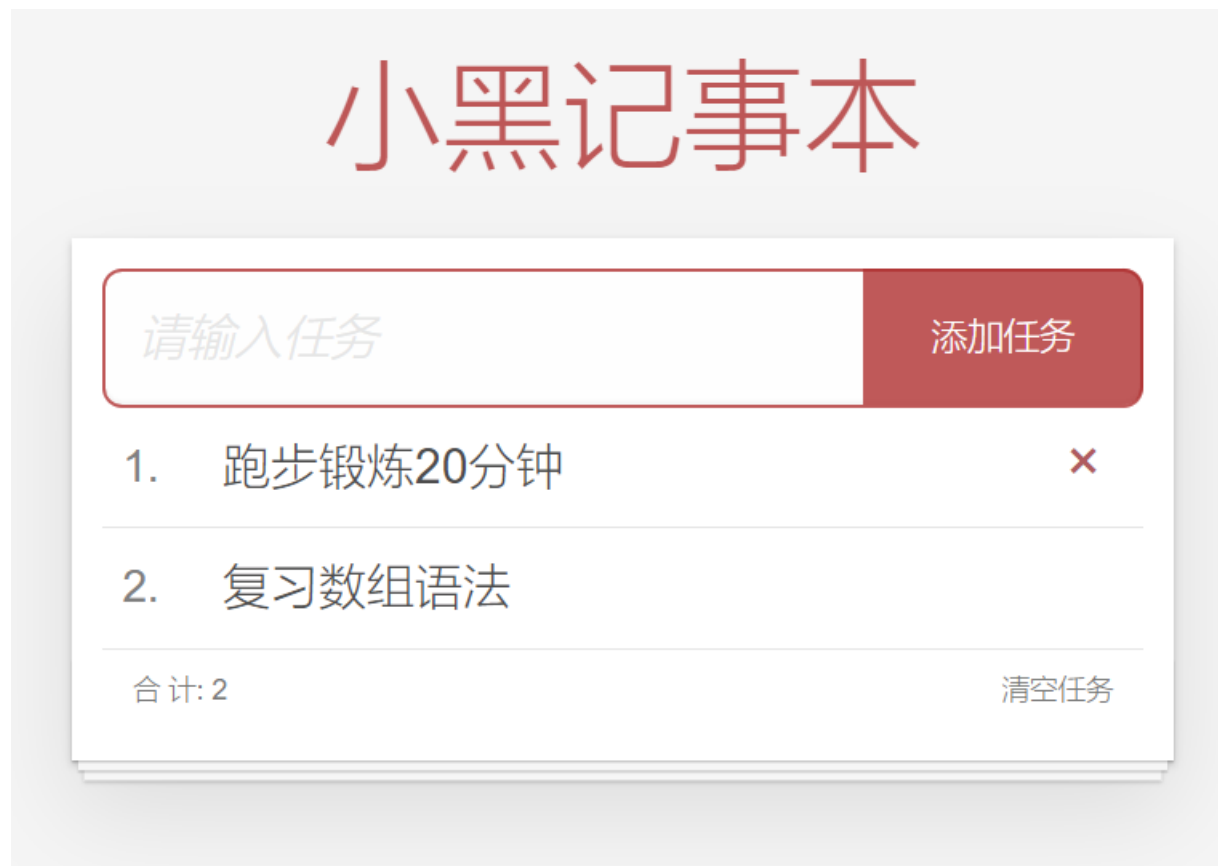 小黑记事本
请输入任务 添加任务
1. 跑步锻炼20分钟 ×
2. 复习数组语法
合 计: 2 清空任务